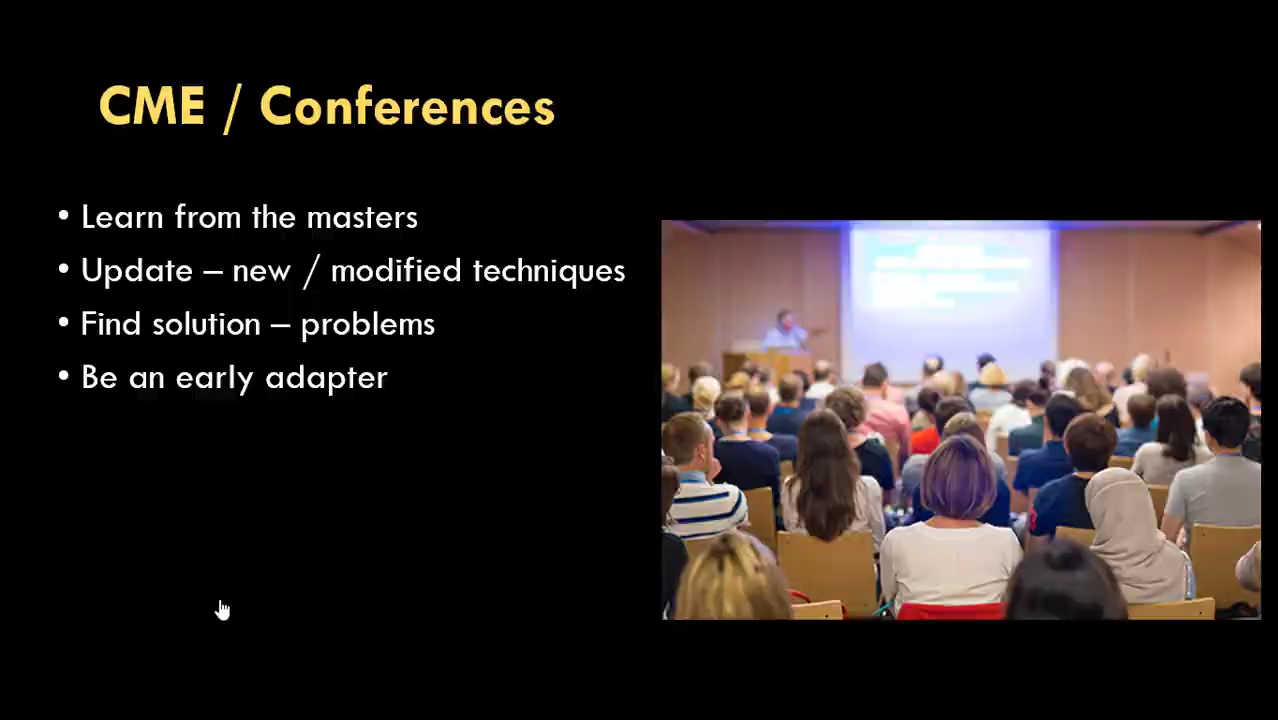 CME / Conferences
• Learn from the masters
• Update – new / modified techniques
• Find solution – problems
• Be an early adapter